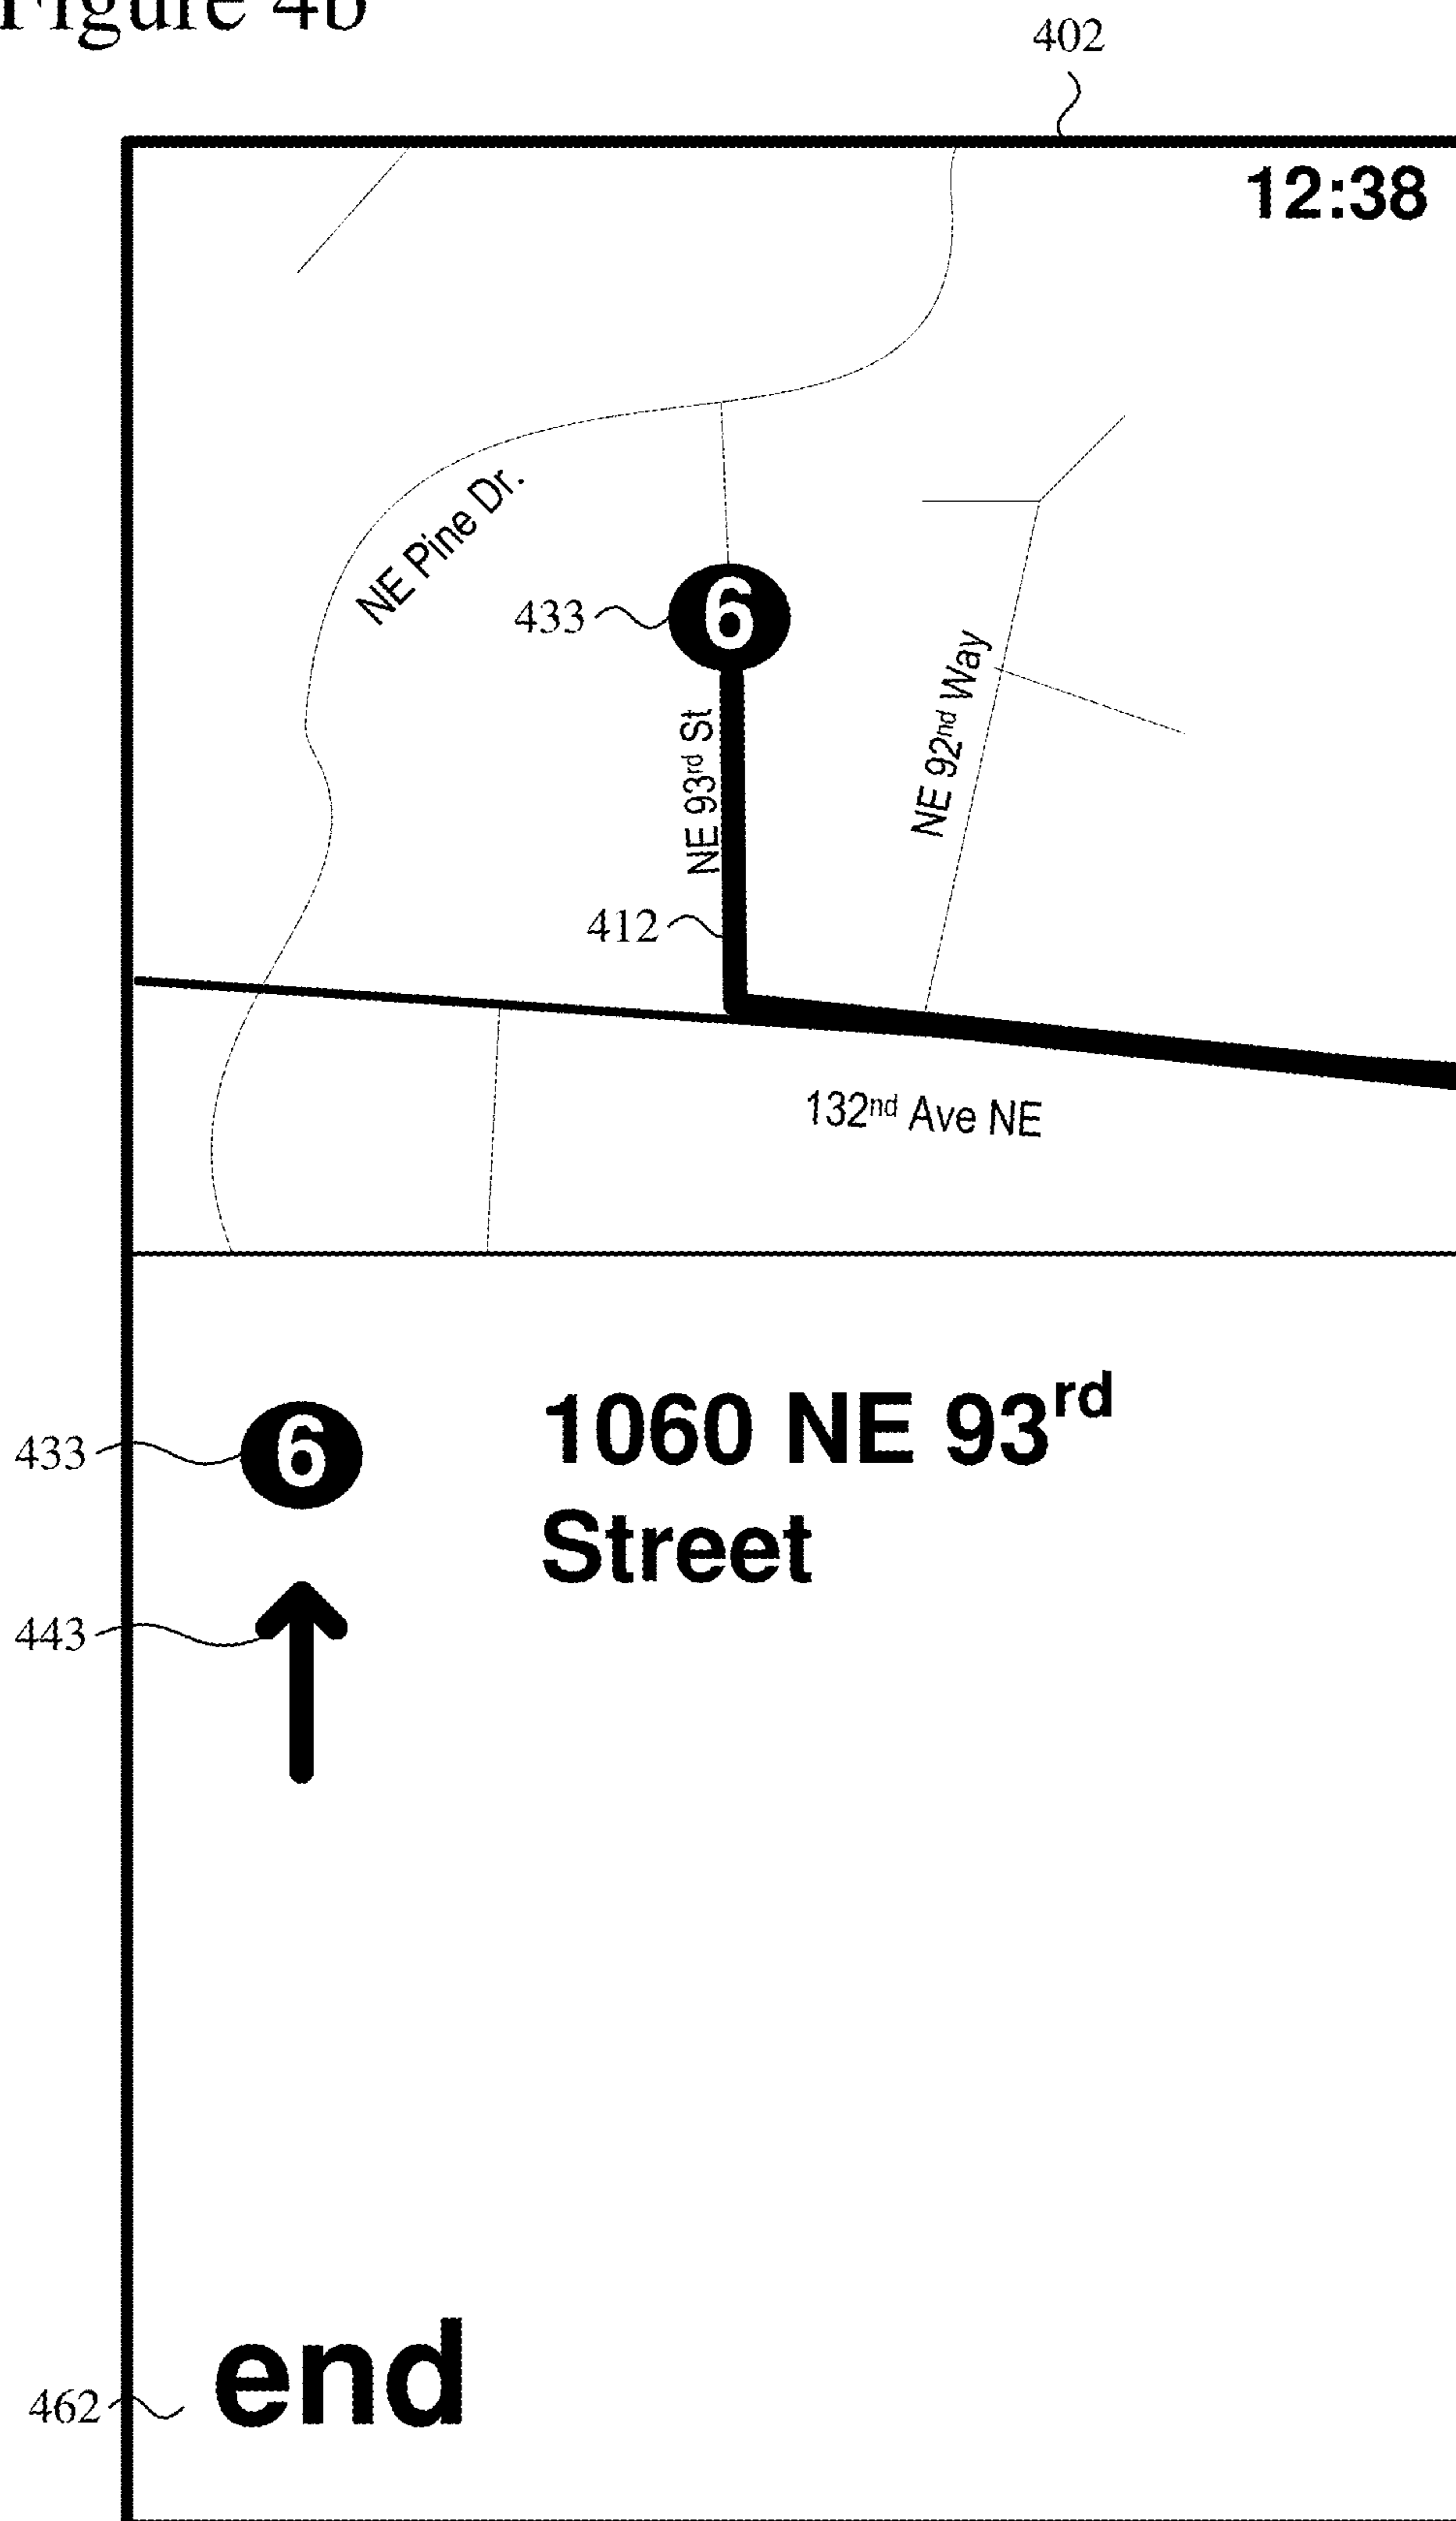 Figure 4b
402
12:38
NE Pine Dr.
433
6
NE 92nd Way
NE 93rd St
412
132nd Ave NE
433
6
1060 NE 93rd
Street
443
end
462